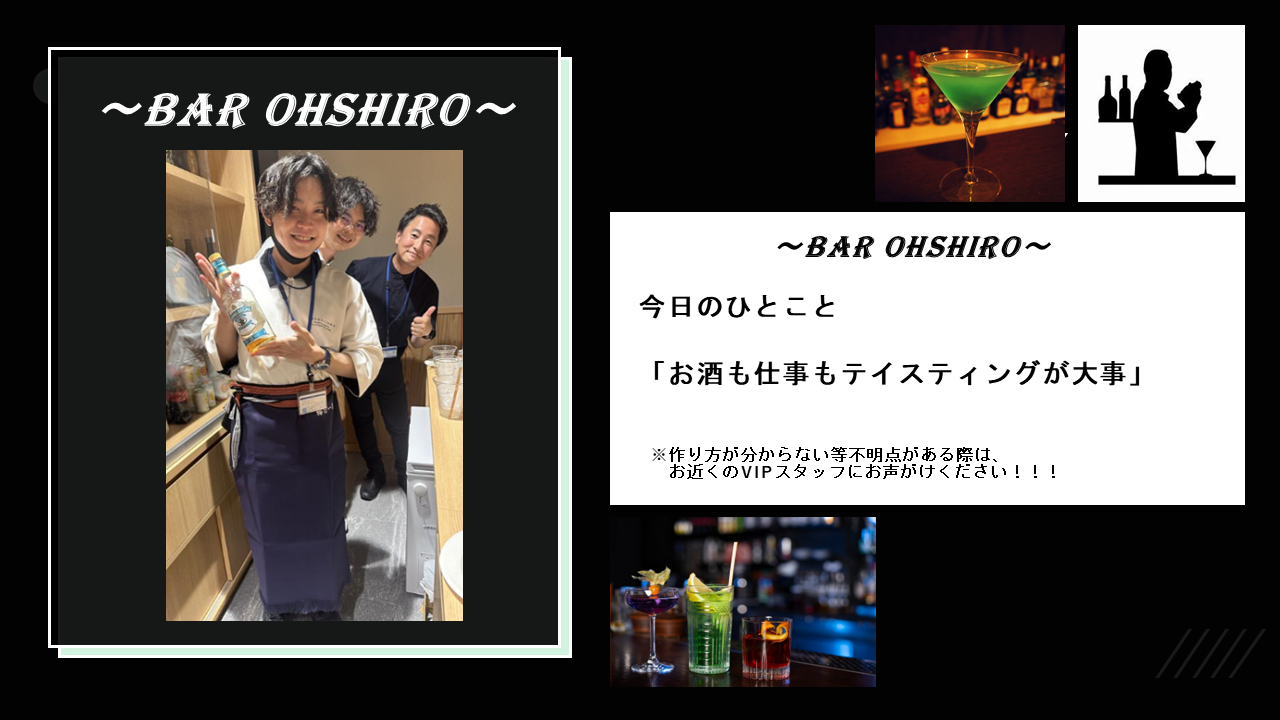 ～BAR OHSHIRO～
～BAR OHSHIRO～
今日のひとこと
「お酒も仕事もテイスティングが大事」
※作り方が分からない等不明点がある際は、
お近くのVIPスタッフにお声がけください！！！